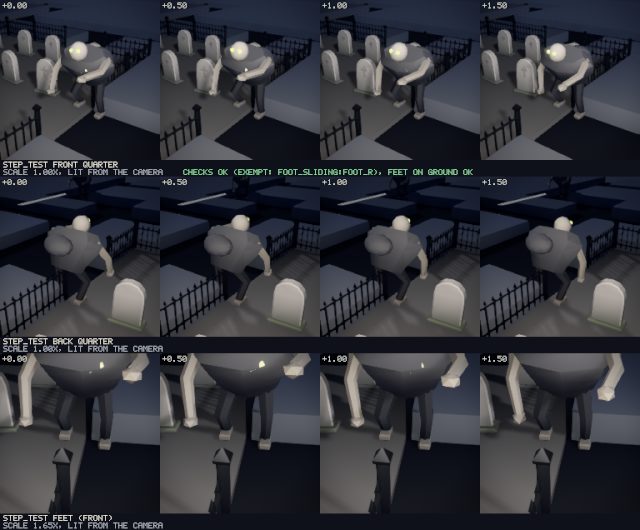 +0.00
+0.50
+1.00
+1.50
STEP_TEST FRONT QUARTER
SCALE 1.00X, LIT FROM THE CAMERA
CHECKS OK (EXEMPT: FOOT_SLIDING:FOOT_R), FEET ON GROUND OK
+0.00
+0.50
+1.00
+1.50
STEP_TEST BACK QUARTER
SCALE 1.00X, LIT FROM THE CAMERA
+0.00
+0.50
+1.00
+1.50
STEP_TEST FEET (FRONT)
SCALE 1.65X, LIT FROM THE CAMERA